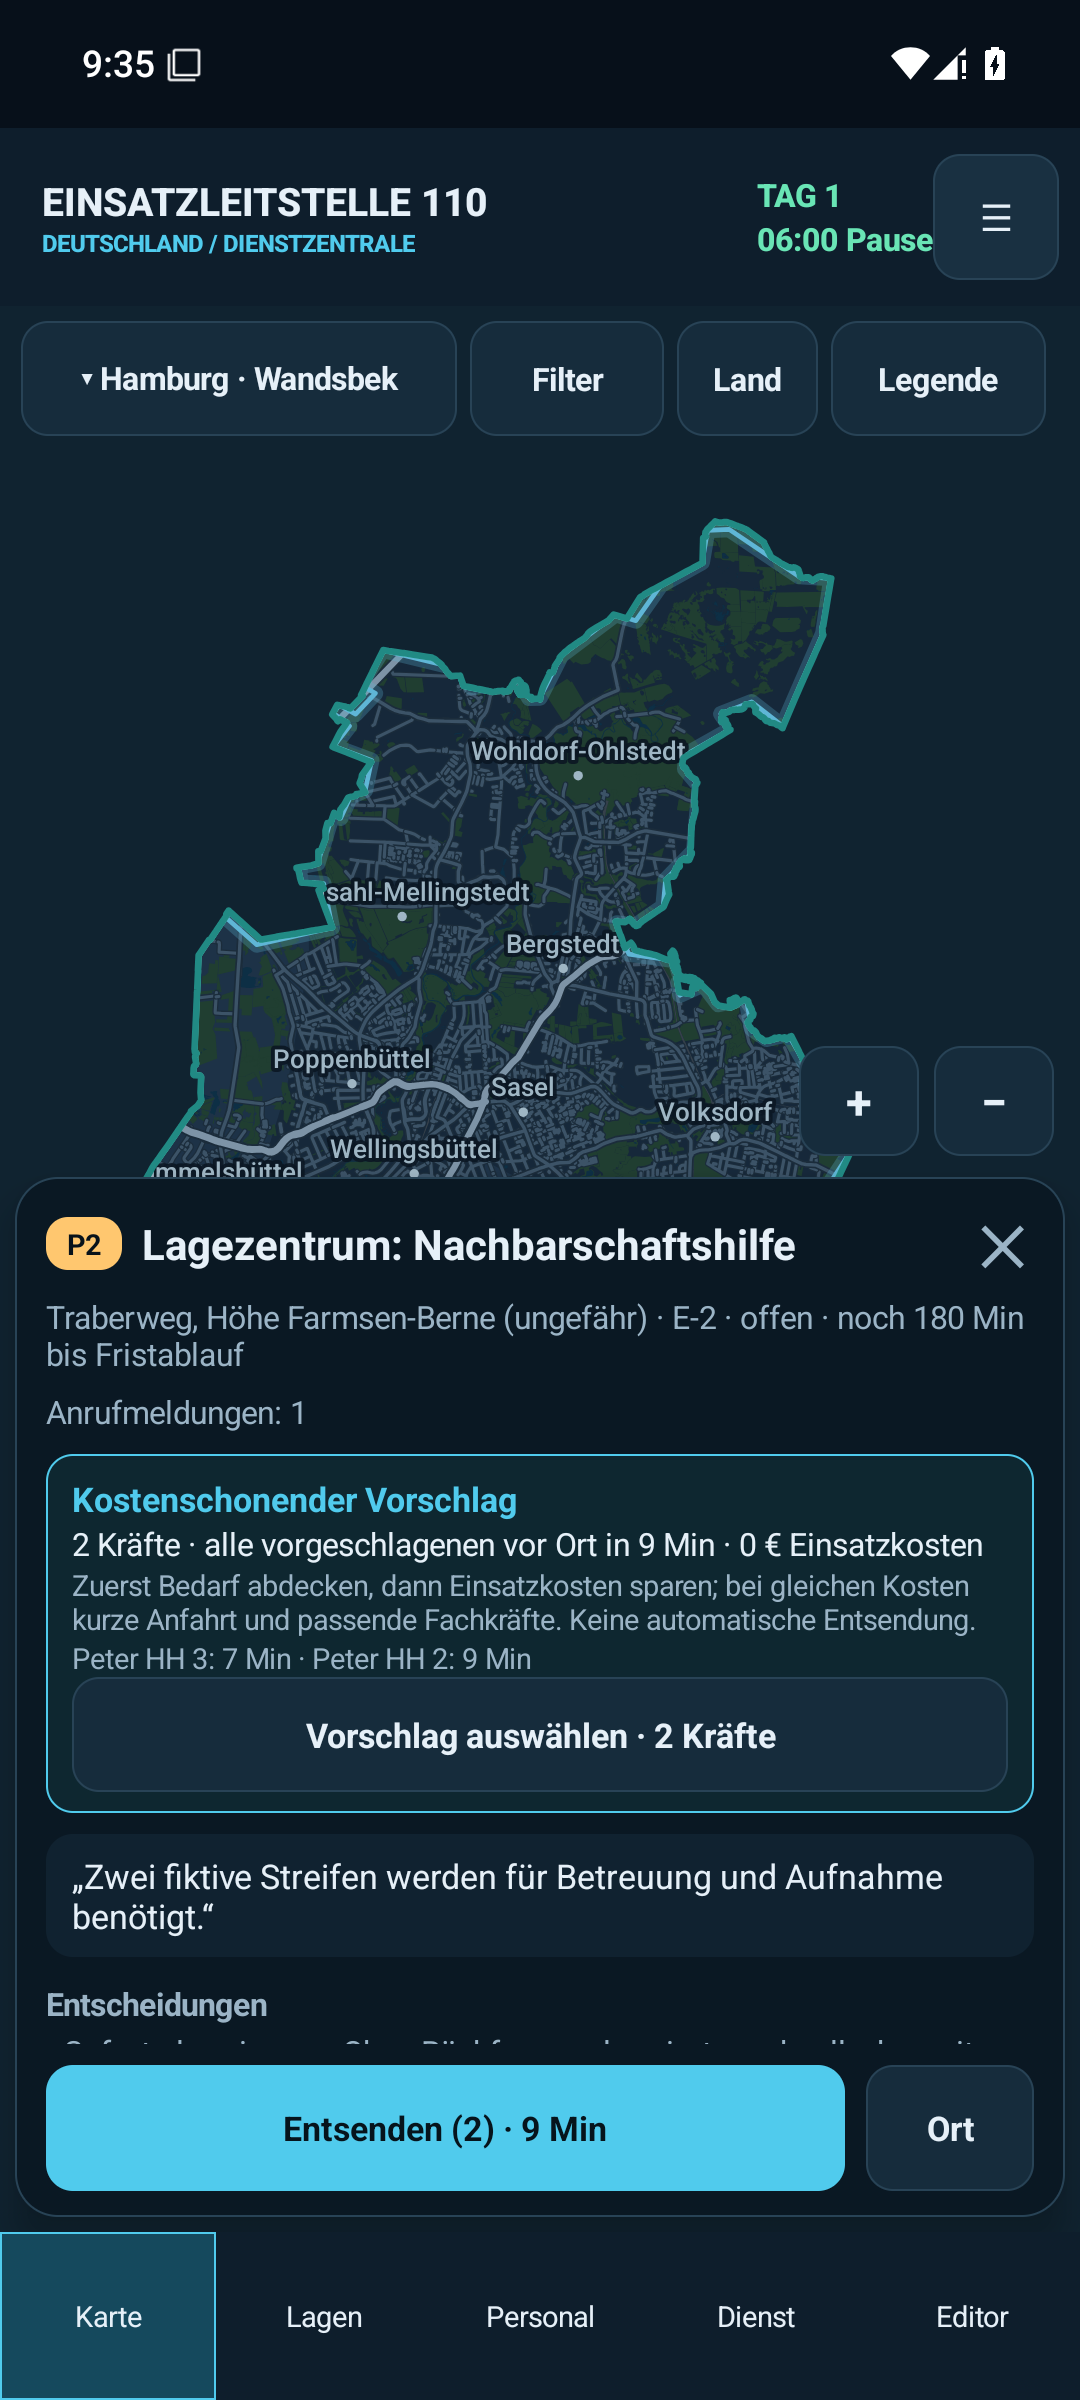 9:35
EINSATZLEITSTELLE 110
DEUTSCHLAND / DIENSTZENTRALE
TAG 1
06:00 Pause
☰
▾ Hamburg · Wandsbek
Filter
Land
Legende
Wohldorf-Ohlstedt
sahl-Mellingstedt
Bergstedt
Poppenbüttel
Sasel
Volksdorf
Wellingsbüttel
mmelsbüttel
+
−
P2
Lagezentrum: Nachbarschaftshilfe
Traberweg, Höhe Farmsen-Berne (ungefähr) · E-2 · offen · noch 180 Min
bis Fristablauf
Anrufmeldungen: 1
Kostenschonender Vorschlag
2 Kräfte · alle vorgeschlagenen vor Ort in 9 Min · 0 € Einsatzkosten
Zuerst Bedarf abdecken, dann Einsatzkosten sparen; bei gleichen Kosten
kurze Anfahrt und passende Fachkräfte. Keine automatische Entsendung.
Peter HH 3: 7 Min · Peter HH 2: 9 Min
Vorschlag auswählen · 2 Kräfte
„Zwei fiktive Streifen werden für Betreuung und Aufnahme
benötigt.“
Entscheidungen
Entsenden (2) · 9 Min
Ort
Karte
Lagen
Personal
Dienst
Editor